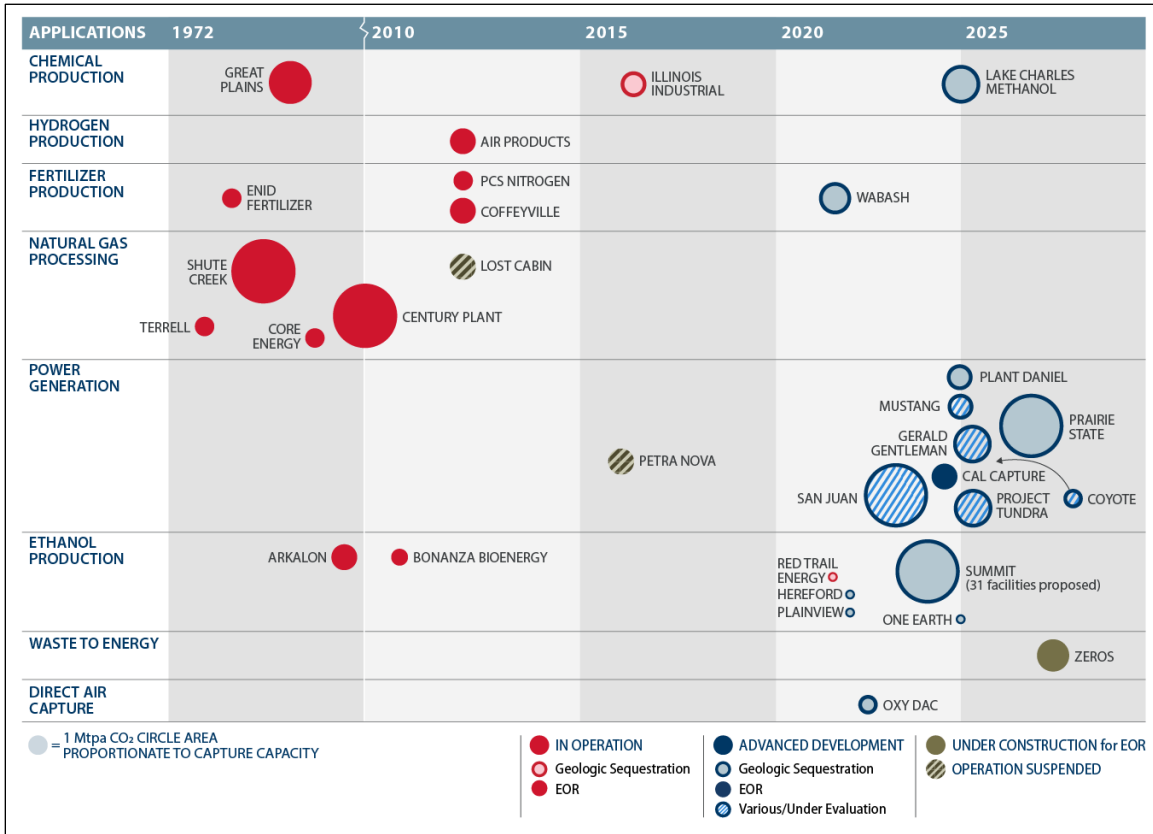 APPLICATIONS 1972 2010 2015 2020 2025
CHEMICAL
PRODUCTION
GREAT
PLAINS
ILLINOIS
INDUSTRIAL
LAKE CHARLES
METHANOL
HYDROGEN
PRODUCTION
AIR PRODUCTS
FERTILIZER
PRODUCTION
ENID
FERTILIZER
PCS NITROGEN
COFFEYVILLE
WABASH
NATURAL GAS
PROCESSING
SHUTE
CREEK
LOST CABIN
TERRELL
CORE
ENERGY
CENTURY PLANT
POWER
GENERATION
PLANT DANIEL
MUSTANG
PRAIRIE
STATE
GERALD
GENTLEMAN
PETRA NOVA
CAL CAPTURE
SAN JUAN
PROJECT
TUNDRA
COYOTE
ETHANOL
PRODUCTION
ARKALON
BONANZA BIOENERGY
RED TRAIL
ENERGY
HEREFORD
PLAINVIEW
SUMMIT
(31 facilities proposed)
ONE EARTH
WASTE TO ENERGY
ZEROS
DIRECT AIR
CAPTURE
OXY DAC
= 1 Mtpa CO₂ CIRCLE AREA
PROPORTIONATE TO CAPTURE CAPACITY
IN OPERATION
Geologic Sequestration
EOR
ADVANCED DEVELOPMENT
Geologic Sequestration
EOR
Various/Under Evaluation
UNDER CONSTRUCTION for EOR
OPERATION SUSPENDED